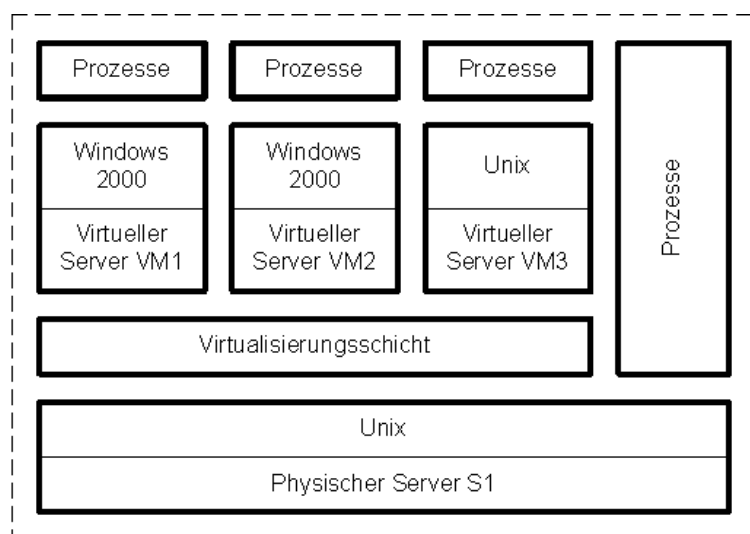 Prozesse
Prozesse
Prozesse
Prozesse
Windows
2000
Windows
2000
Unix
Virtueller
Server VM1
Virtueller
Server VM2
Virtueller
Server VM3
Virtualisierungsschicht
Unix
Physischer Server S1